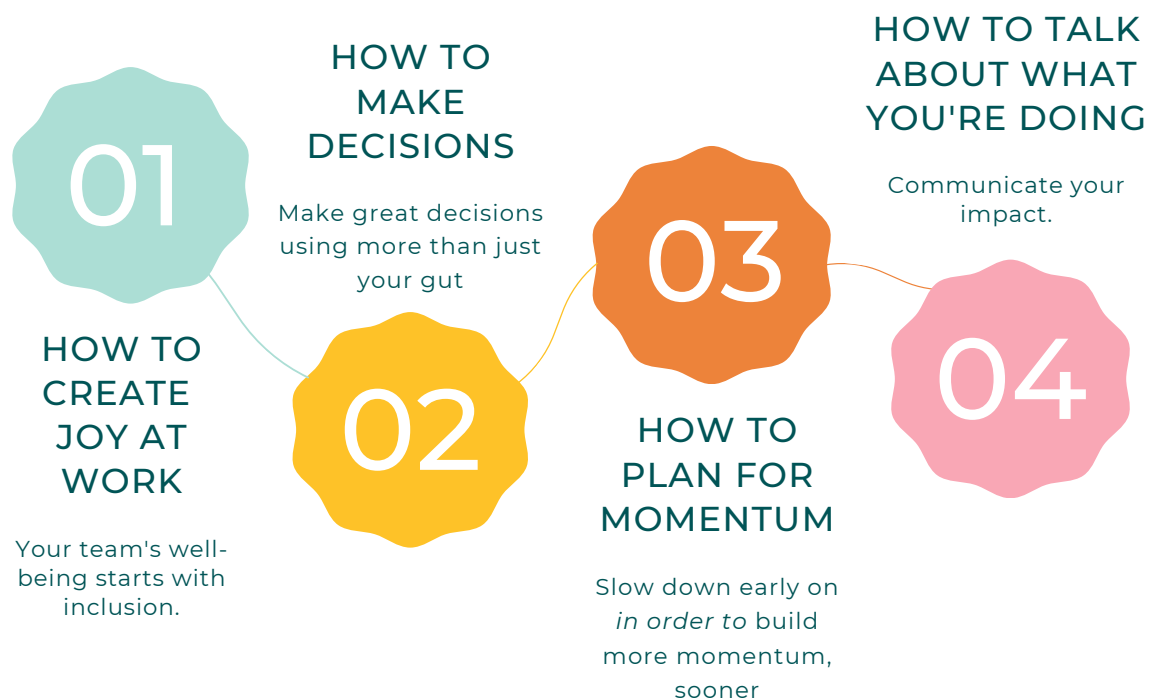 01
HOW TO
CREATE
JOY AT
WORK
Your team's well-
being starts with
inclusion.
HOW TO
MAKE
DECISIONS
Make great decisions
using more than just
your gut
02
03
HOW TO
PLAN FOR
MOMENTUM
Slow down early on
in order to build
more momentum,
sooner
HOW TO TALK
ABOUT WHAT
YOU'RE DOING
Communicate your
impact.
04